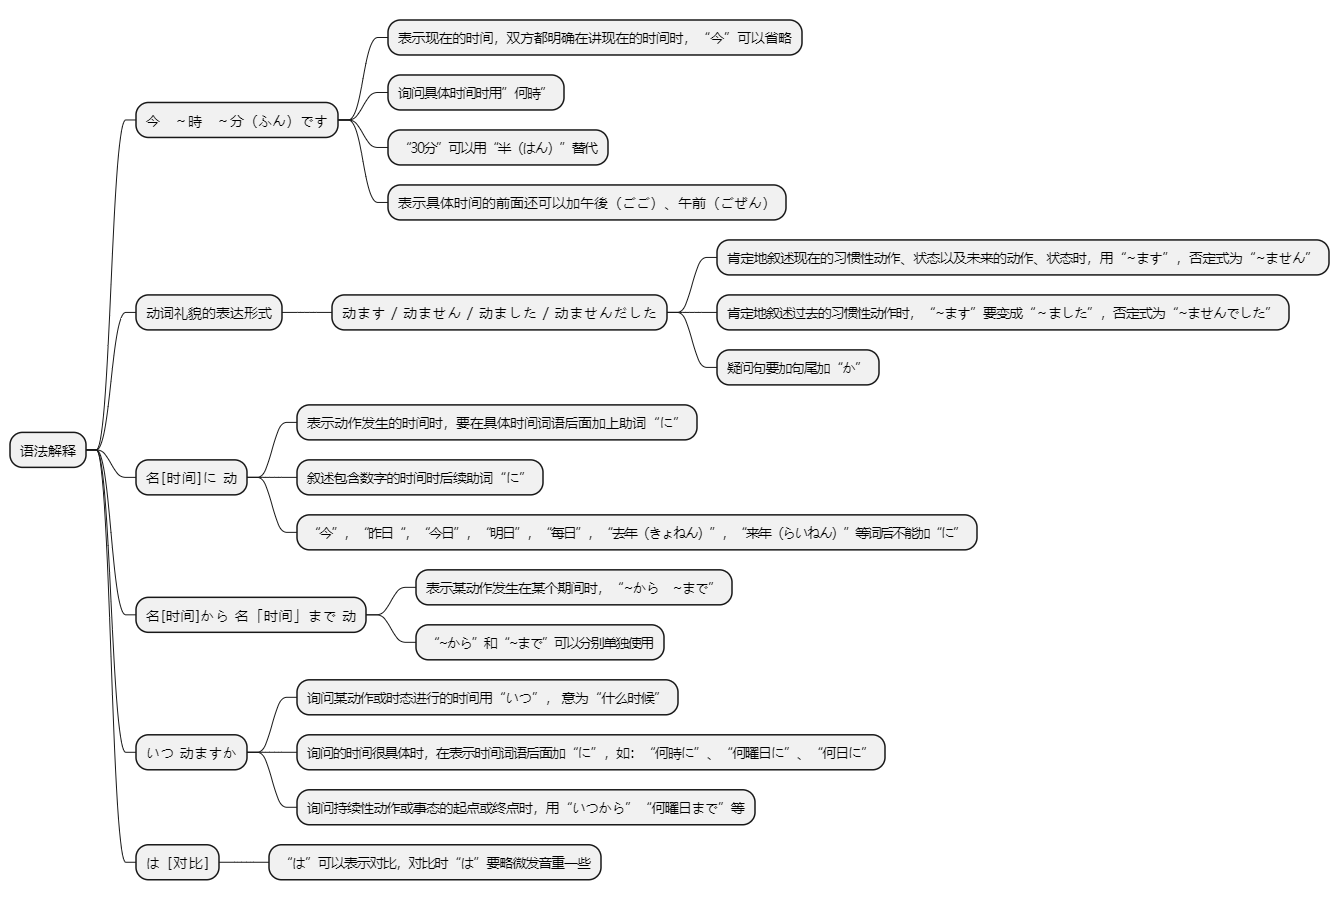 语法解释
今　～時　～分（ふん）です
表示现在的时间，双方都明确在讲现在的时间时，“今”可以省略
询问具体时间时用”何時”
“30分”可以用“半（はん）”替代
表示具体时间的前面还可以加午後（ごご）、午前（ごぜん）
动词礼貌的表达形式
动ます / 动ません / 动ました / 动ませんだした
肯定地叙述现在的习惯性动作、状态以及未来的动作、状态时，用“~ます”，否定式为“~ません”
肯定地叙述过去的习惯性动作时，“~ます”要变成“～ました”，否定式为“~ませんでした”
疑问句要加句尾加“か”
名[时间]に 动
表示动作发生的时间时，要在具体时间词语后面加上助词“に”
叙述包含数字的时间时后续助词“に”
“今”，“昨日“，“今日”，“明日”，“每日”，“去年（きょねん）”，“来年（らいねん）”等词后不能加“に”
名[时间]から 名「时间」まで 动
表示某动作发生在某个期间时，“~から　~まで”
“~から”和“~まで”可以分别单独使用
いつ 动ますか
询问某动作或时态进行的时间用“いつ”， 意为“什么时候”
询问的时间很具体时，在表示时间词语后面加“に”，如：“何時に”、“何曜日に”、“何日に”
询问持续性动作或事态的起点或终点时，用“いつから”“何曜日まで”等
は［对比］
“は”可以表示对比，对比时“は”要略微发音重一些